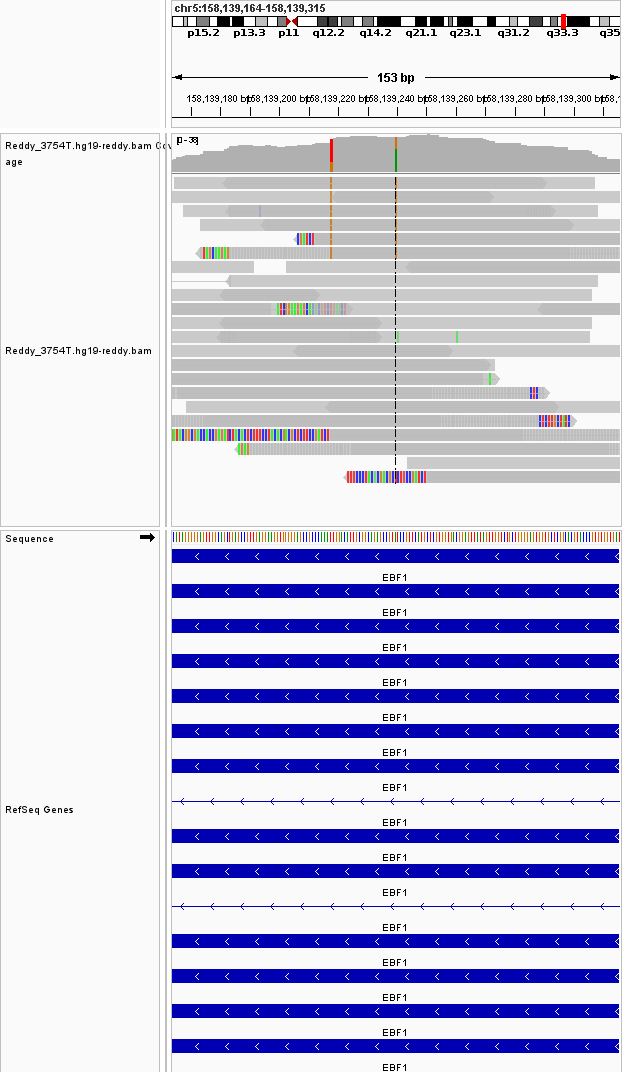 chr5:158,139,164-158,139,315
p15.2 p13.3 p11 q12.2 q14.2 q21.1 q23.1 q31.2 q33.3 q35
153 bp
158,139,180 bp 158,139,200 bp 158,139,220 bp 158,139,240 bp 158,139,260 bp 158,139,280 bp 158,139,300 bp 158,1
Reddy_3754T.hg19-reddy.bam Cov
age
[0 - 38]
Reddy_3754T.hg19-reddy.bam
Sequence
EBF1
EBF1
EBF1
EBF1
EBF1
EBF1
EBF1
RefSeq Genes
EBF1
EBF1
EBF1
EBF1
EBF1
EBF1
EBF1
EBF1